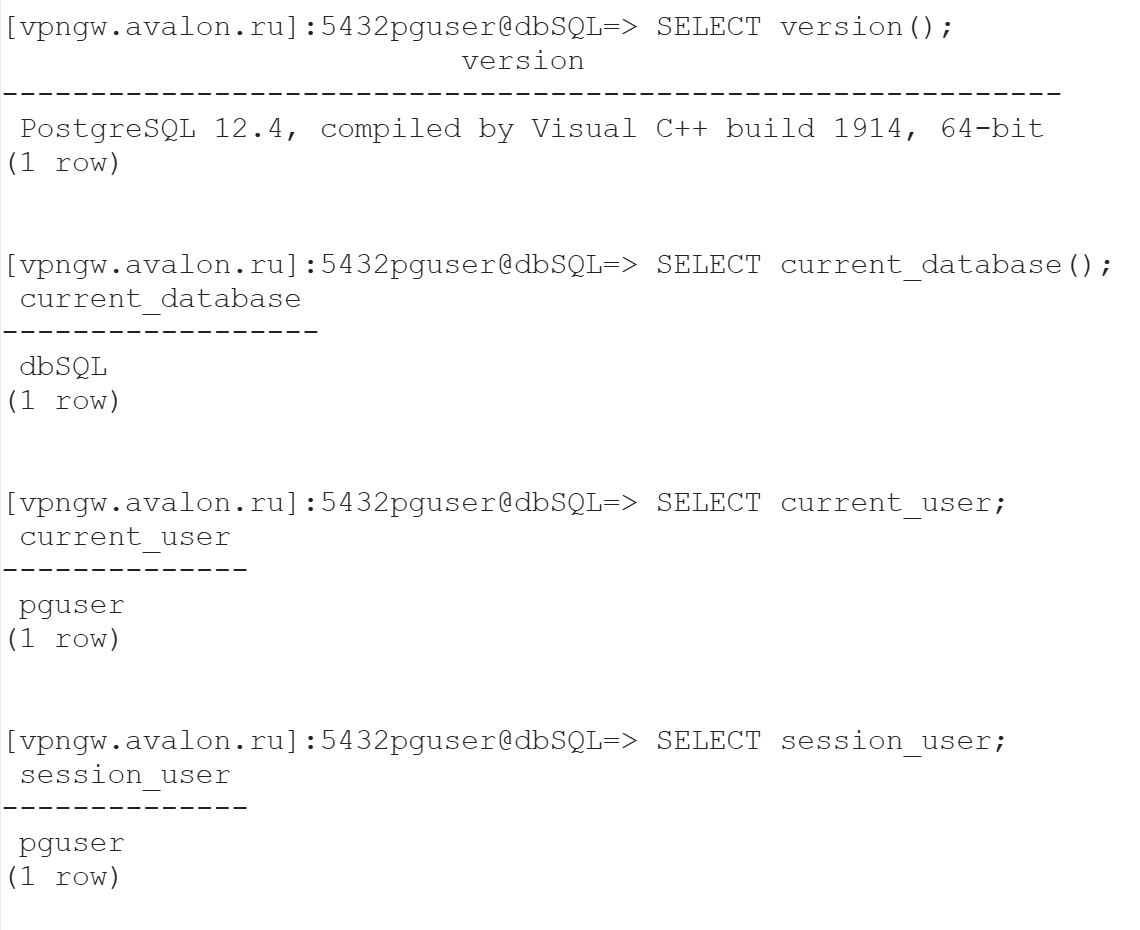 [vpngw.avalon.ru]:5432pguser@dbSQL=> SELECT version();
version
------------------------------------------------------------
PostgreSQL 12.4, compiled by Visual C++ build 1914, 64-bit
(1 row)
[vpngw.avalon.ru]:5432pguser@dbSQL=> SELECT current_database();
current_database
------------------
dbSQL
(1 row)
[vpngw.avalon.ru]:5432pguser@dbSQL=> SELECT current_user;
current_user
--------------
pguser
(1 row)
[vpngw.avalon.ru]:5432pguser@dbSQL=> SELECT session_user;
session_user
--------------
pguser
(1 row)